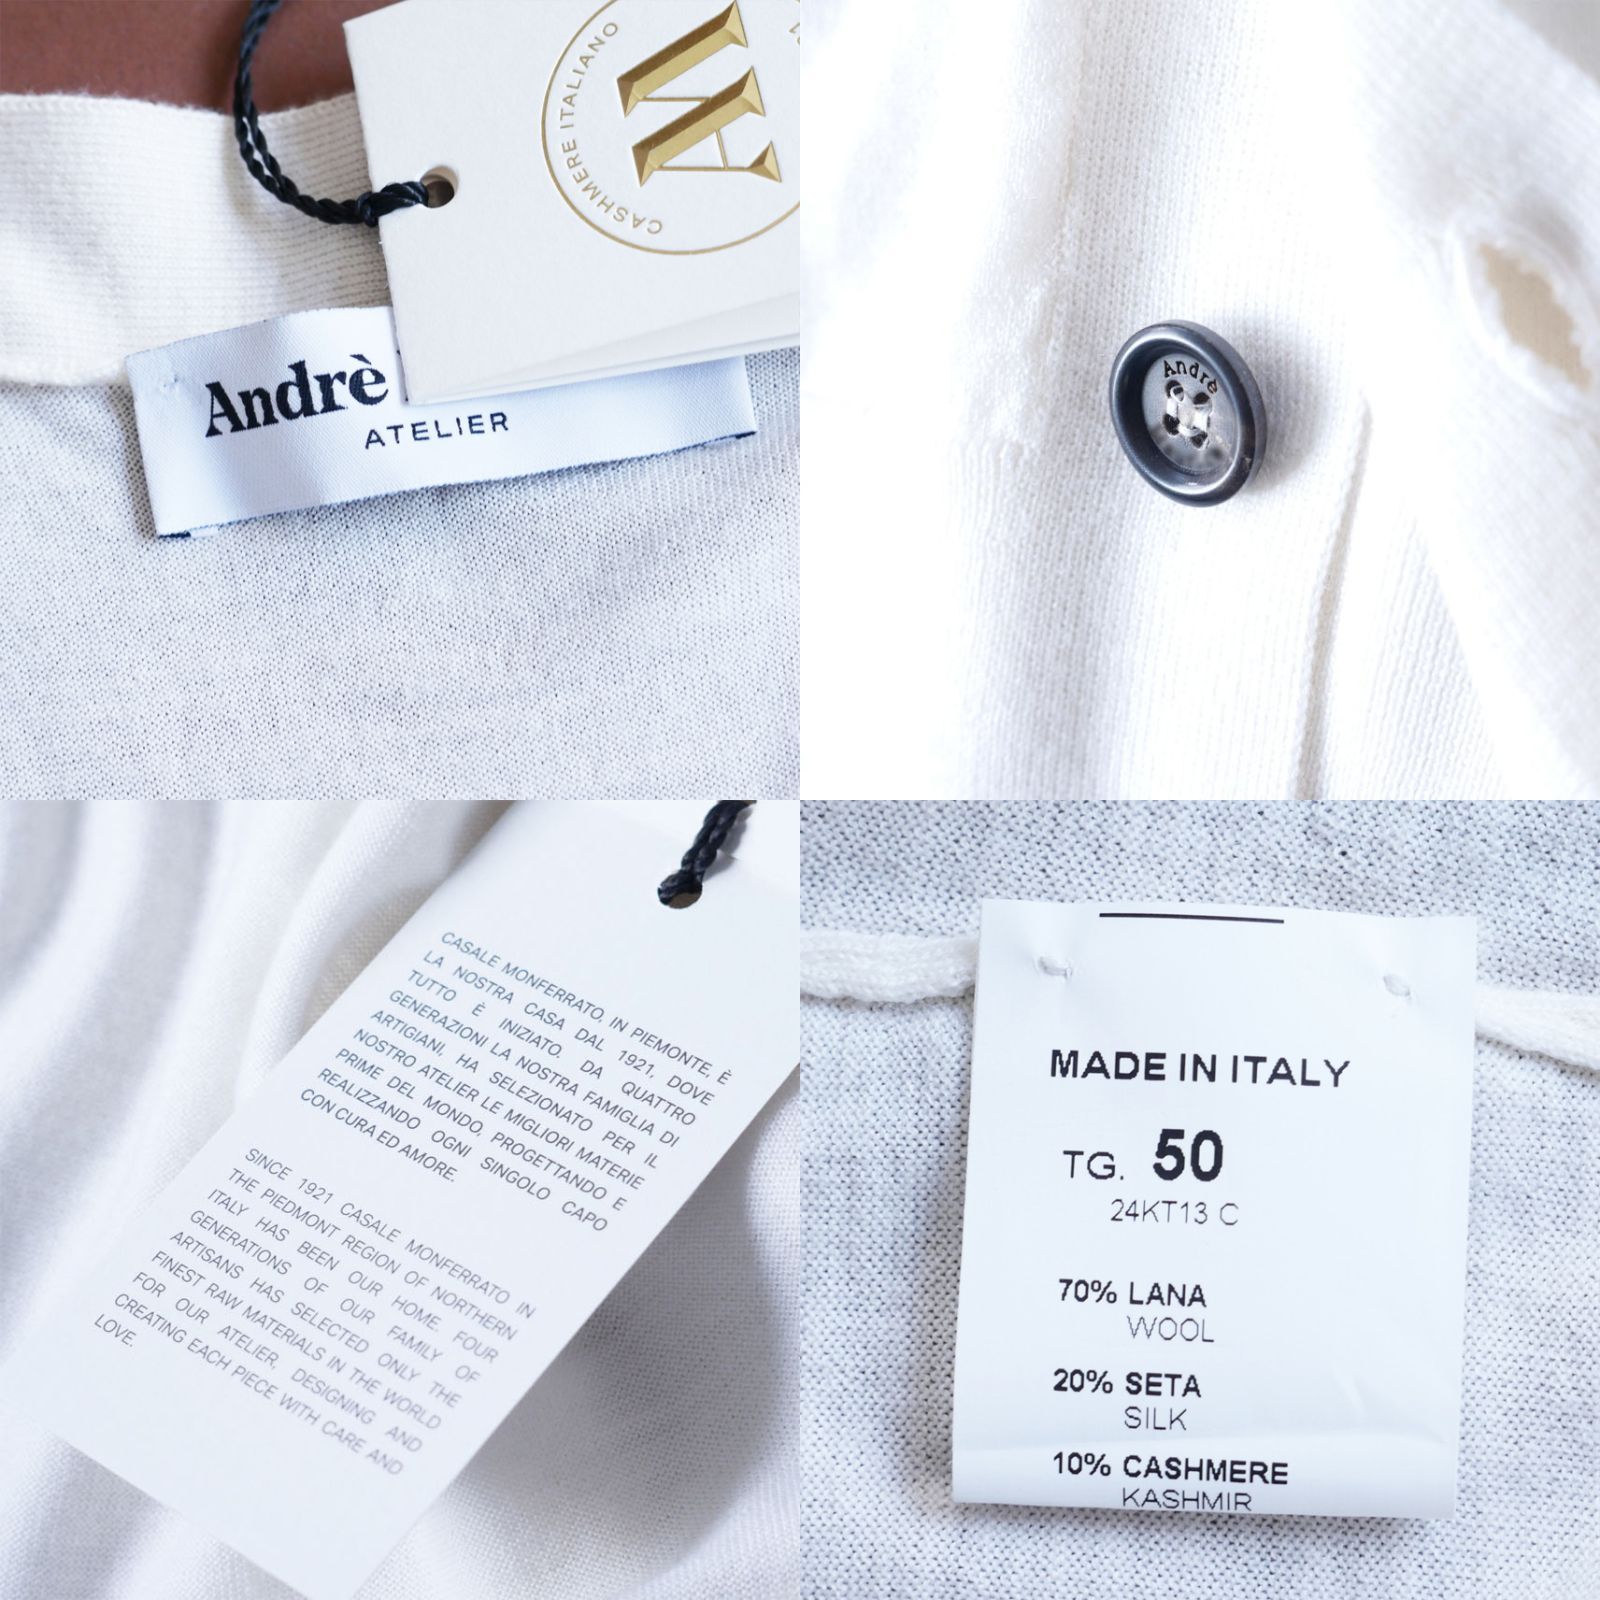 CASHMERE ITALIANO
Andrè
ATELIER
Andrè
CASALE MONFERRATO, IN PIEMONTE, È
LA NOSTRA CASA DAL 1921, DOVE
TUTTO È INIZIATO. DA QUATTRO
GENERAZIONI LA NOSTRA FAMIGLIA DI
ARTIGIANI, HA SELEZIONATO PER IL
NOSTRO ATELIER LE MIGLIORI MATERIE
PRIME DEL MONDO, PROGETTANDO E
REALIZZANDO OGNI SINGOLO CAPO
CON CURA ED AMORE.
SINCE 1921 CASALE MONFERRATO IN
THE PIEDMONT REGION OF NORTHERN
ITALY HAS BEEN OUR HOME. FOUR
GENERATIONS OF OUR FAMILY OF
ARTISANS HAS SELECTED ONLY THE
FINEST RAW MATERIALS IN THE WORLD
FOR OUR ATELIER, DESIGNING AND
CREATING EACH PIECE WITH CARE AND
LOVE.
MADE IN ITALY
TG. 50
24KT13 C
70% LANA
WOOL
20% SETA
SILK
10% CASHMERE
KASHMIR